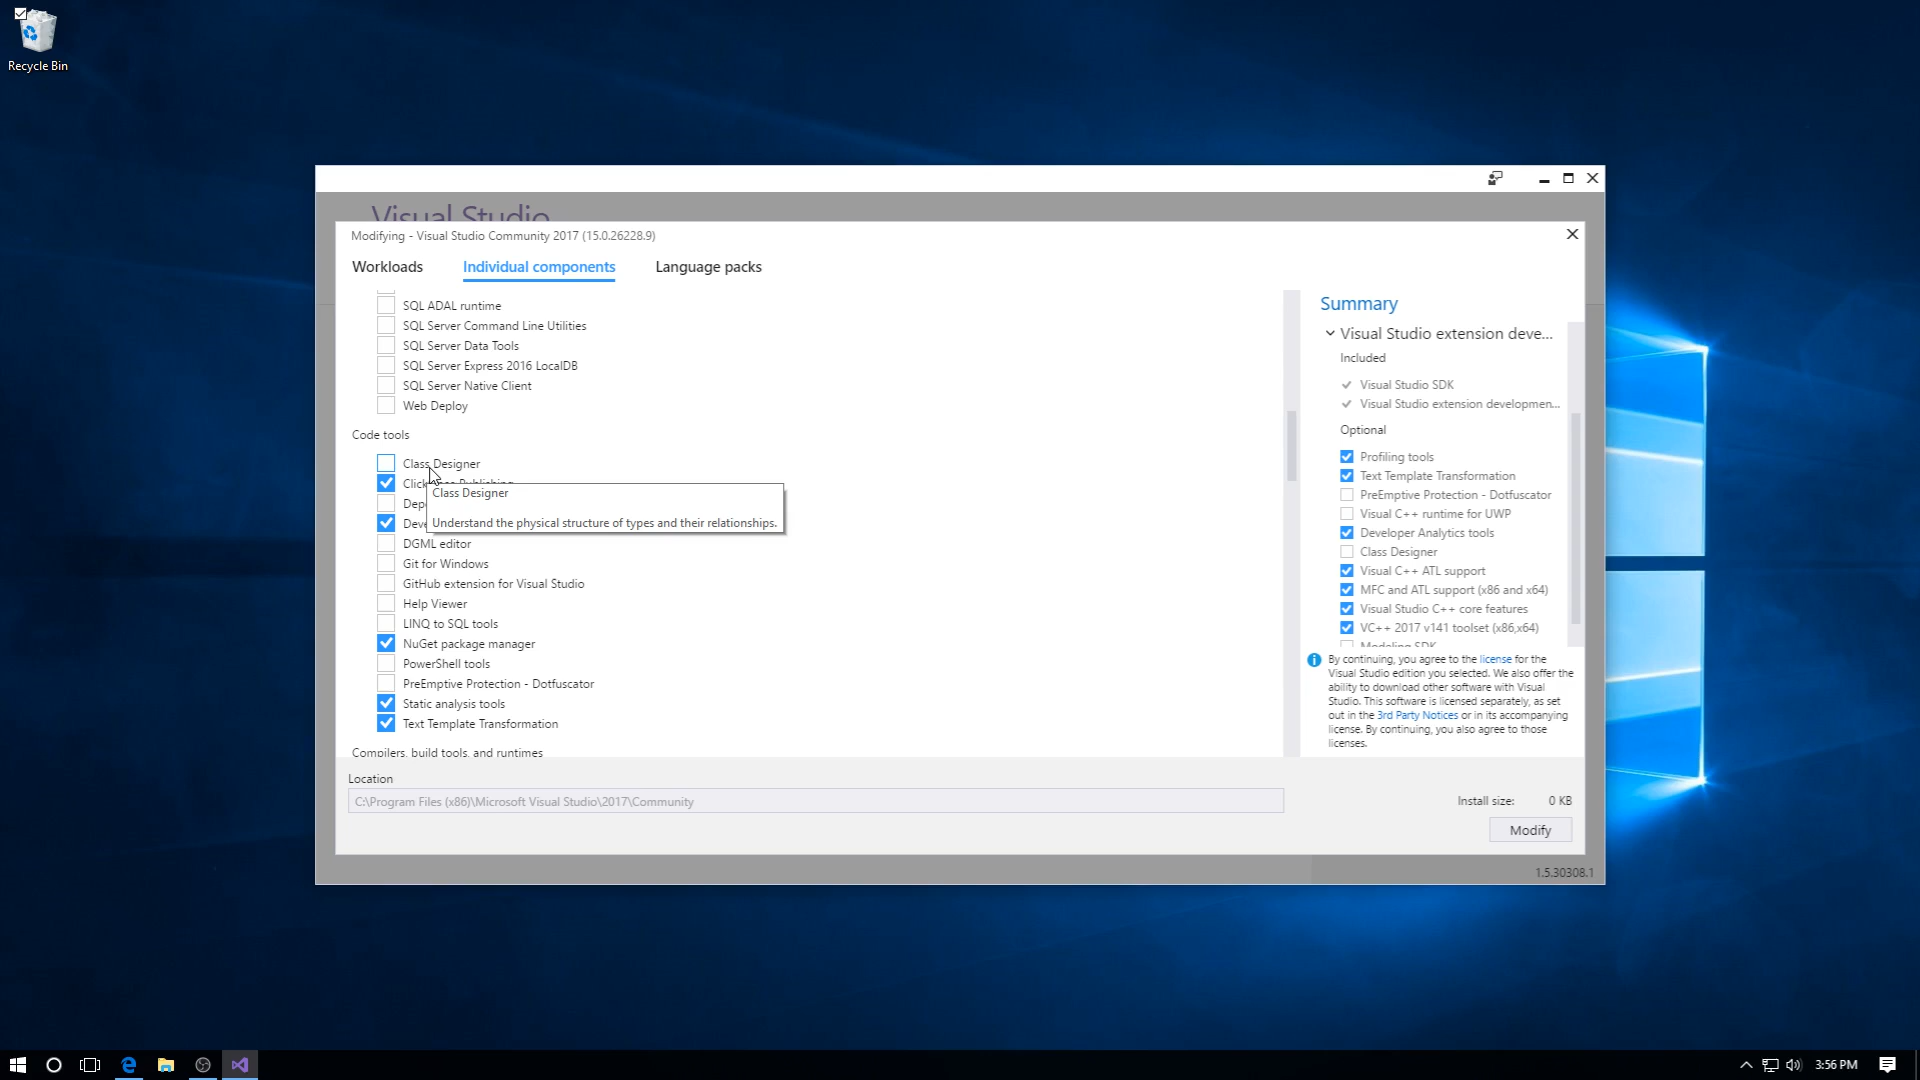 Recycle Bin
Visual Studio
Modifying - Visual Studio Community 2017 (15.0.26228.9)
Workloads
Individual components
Language packs
SQL ADAL runtime
SQL Server Command Line Utilities
SQL Server Data Tools
SQL Server Express 2016 LocalDB
SQL Server Native Client
Web Deploy
Code tools
Class Designer
Click
Publishing
Class Designer
Understand the physical structure of types and their relationships.
Dep
Deve
DGML editor
Git for Windows
GitHub extension for Visual Studio
Help Viewer
LINQ to SQL tools
NuGet package manager
PowerShell tools
PreEmptive Protection - Dotfuscator
Static analysis tools
Text Template Transformation
Compilers, build tools, and runtimes
Summary
Visual Studio extension deve...
Included
Visual Studio SDK
Visual Studio extension developmen...
Optional
Profiling tools
Text Template Transformation
PreEmptive Protection - Dotfuscator
Visual C++ runtime for UWP
Developer Analytics tools
Class Designer
Visual C++ ATL support
MFC and ATL support (x86 and x64)
Visual Studio C++ core features
VC++ 2017 v141 toolset (x86,x64)
Modeling SDK
By continuing, you agree to the license for the
Visual Studio edition you selected. We also offer the
ability to download other software with Visual
Studio. This software is licensed separately, as set
out in the 3rd Party Notices or in its accompanying
license. By continuing, you also agree to those
licenses.
Location
C:\Program Files (x86)\Microsoft Visual Studio\2017\Community
Install size: 0 KB
Modify
1.5.30308.1
3:56 PM